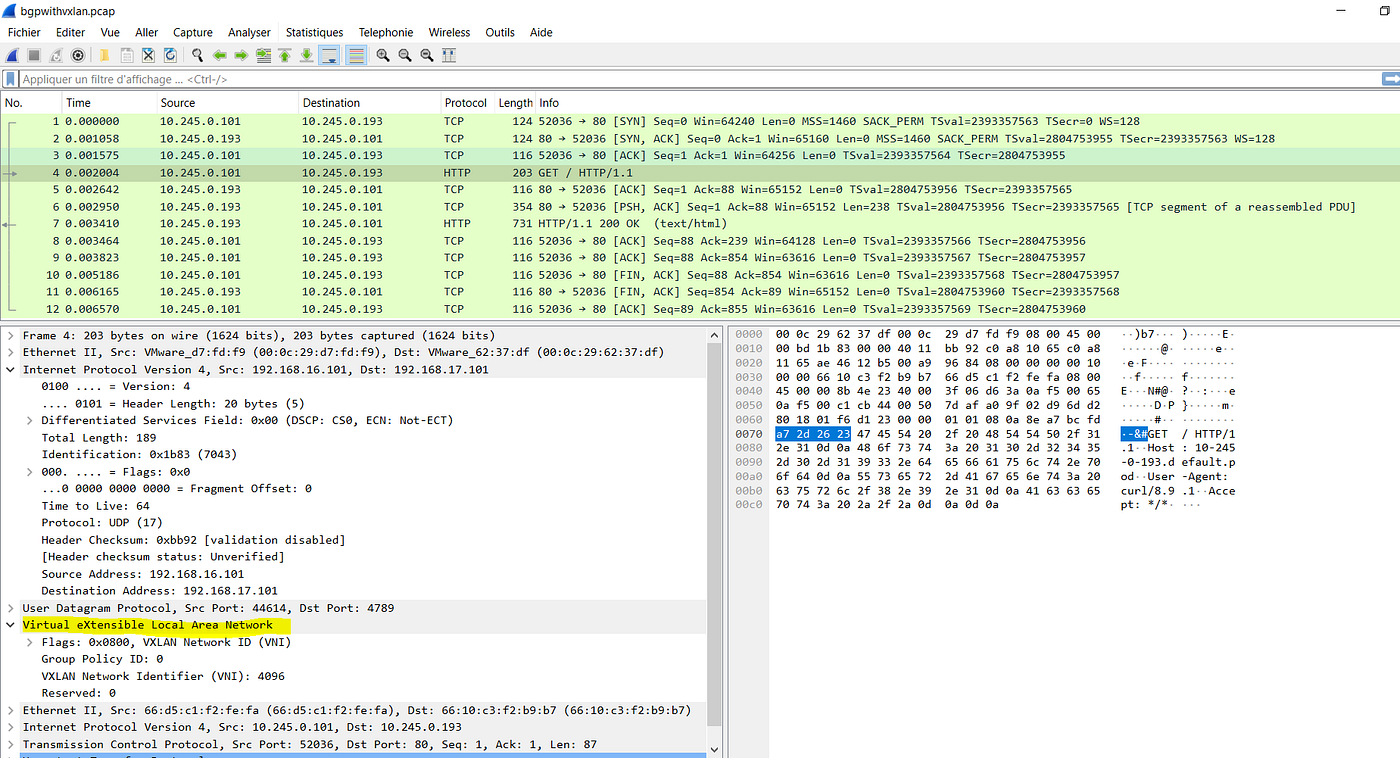 bgpwithvxlan.pcap
Fichier Editer Vue Aller Capture Analyser Statistiques Telephonie Wireless Outils Aide
Appliquer un filtre d'affichage ... <Ctrl-/>
No. Time Source Destination Protocol Length Info
1 0.000000 10.245.0.101 10.245.0.193 TCP 124 52036 → 80 [SYN] Seq=0 Win=64240 Len=0 MSS=1460 SACK_PERM TSval=2393357563 TSecr=0 WS=128
2 0.001058 10.245.0.193 10.245.0.101 TCP 124 80 → 52036 [SYN, ACK] Seq=0 Ack=1 Win=65160 Len=0 MSS=1460 SACK_PERM TSval=2804753955 TSecr=2393357563 WS=128
3 0.001575 10.245.0.101 10.245.0.193 TCP 116 52036 → 80 [ACK] Seq=1 Ack=1 Win=64256 Len=0 TSval=2393357564 TSecr=2804753955
4 0.002004 10.245.0.101 10.245.0.193 HTTP 203 GET / HTTP/1.1
5 0.002642 10.245.0.193 10.245.0.101 TCP 116 80 → 52036 [ACK] Seq=1 Ack=88 Win=65152 Len=0 TSval=2804753956 TSecr=2393357565
6 0.002950 10.245.0.193 10.245.0.101 TCP 354 80 → 52036 [PSH, ACK] Seq=1 Ack=88 Win=65152 Len=238 TSval=2804753956 TSecr=2393357565 [TCP segment of a reassembled PDU]
7 0.003410 10.245.0.193 10.245.0.101 HTTP 731 HTTP/1.1 200 OK (text/html)
8 0.003464 10.245.0.101 10.245.0.193 TCP 116 52036 → 80 [ACK] Seq=88 Ack=239 Win=64128 Len=0 TSval=2393357566 TSecr=2804753956
9 0.003823 10.245.0.101 10.245.0.193 TCP 116 52036 → 80 [ACK] Seq=88 Ack=854 Win=63616 Len=0 TSval=2393357567 TSecr=2804753957
10 0.005186 10.245.0.101 10.245.0.193 TCP 116 52036 → 80 [FIN, ACK] Seq=88 Ack=854 Win=63616 Len=0 TSval=2393357568 TSecr=2804753957
11 0.006165 10.245.0.193 10.245.0.101 TCP 116 80 → 52036 [FIN, ACK] Seq=854 Ack=89 Win=65152 Len=0 TSval=2804753960 TSecr=2393357568
12 0.006570 10.245.0.101 10.245.0.193 TCP 116 52036 → 80 [ACK] Seq=89 Ack=855 Win=63616 Len=0 TSval=2393357569 TSecr=2804753960
Frame 4: 203 bytes on wire (1624 bits), 203 bytes captured (1624 bits)
Ethernet II, Src: VMware_d7:fd:f9 (00:0c:29:d7:fd:f9), Dst: VMware_62:37:df (00:0c:29:62:37:df)
Internet Protocol Version 4, Src: 192.168.16.101, Dst: 192.168.17.101
0100 .... = Version: 4
.... 0101 = Header Length: 20 bytes (5)
Differentiated Services Field: 0x00 (DSCP: CS0, ECN: Not-ECT)
Total Length: 189
Identification: 0x1b83 (7043)
000. .... = Flags: 0x0
...0 0000 0000 0000 = Fragment Offset: 0
Time to Live: 64
Protocol: UDP (17)
Header Checksum: 0xbb92 [validation disabled]
[Header checksum status: Unverified]
Source Address: 192.168.16.101
Destination Address: 192.168.17.101
User Datagram Protocol, Src Port: 44614, Dst Port: 4789
Virtual eXtensible Local Area Network
Flags: 0x0800, VXLAN Network ID (VNI)
Group Policy ID: 0
VXLAN Network Identifier (VNI): 4096
Reserved: 0
Ethernet II, Src: 66:d5:c1:f2:fe:fa (66:d5:c1:f2:fe:fa), Dst: 66:10:c3:f2:b9:b7 (66:10:c3:f2:b9:b7)
Internet Protocol Version 4, Src: 10.245.0.101, Dst: 10.245.0.193
Transmission Control Protocol, Src Port: 52036, Dst Port: 80, Seq: 1, Ack: 1, Len: 87
0000 00 0c 29 62 37 df 00 0c 29 d7 fd f9 08 00 45 00 ··)b7··· )·····E·
0010 00 bd 1b 83 00 00 40 11 bb 92 c0 a8 10 65 c0 a8 ······@· ·····e··
0020 11 65 ae 46 12 b5 00 a9 96 84 08 00 00 00 00 10 ·e·F···· ········
0030 00 00 66 10 c3 f2 b9 b7 66 d5 c1 f2 fe fa 08 00 ··f····· f·······
0040 45 00 00 8b 4e 23 40 00 3f 06 d6 3a 0a f5 00 65 E···N#@· ?··:···e
0050 0a f5 00 c1 cb 44 00 50 7d af a0 9f 02 d9 6d d2 ·····D·P }·····m·
0060 80 18 01 f6 d1 23 00 00 01 01 08 0a 8e a7 bc fd ·····#·· ········
0070 a7 2d 26 23 47 45 54 20 2f 20 48 54 54 50 2f 31 ·-&#GET / HTTP/1
0080 2e 31 0d 0a 48 6f 73 74 3a 20 31 30 2d 32 34 35 .1··Host : 10-245
0090 2d 30 2d 31 39 33 2e 64 65 66 61 75 6c 74 2e 70 -0-193.d efault.p
00a0 6f 64 0d 0a 55 73 65 72 2d 41 67 65 6e 74 3a 20 od··User -Agent:
00b0 63 75 72 6c 2f 38 2e 39 2e 31 0d 0a 41 63 63 65 curl/8.9 .1··Acce
00c0 70 74 3a 20 2a 2f 2a 0d 0a 0d 0a pt: */*· ···